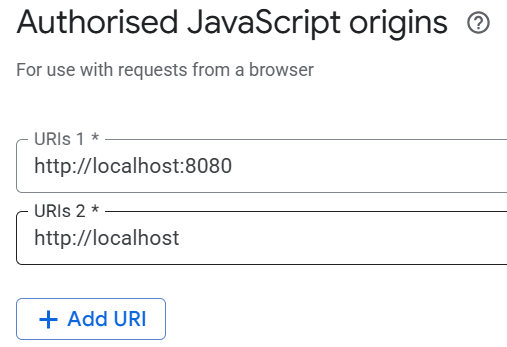 Authorised JavaScript origins
For use with requests from a browser
URIs 1 *
http://localhost:8080
URIs 2 *
http://localhost
+ Add URI